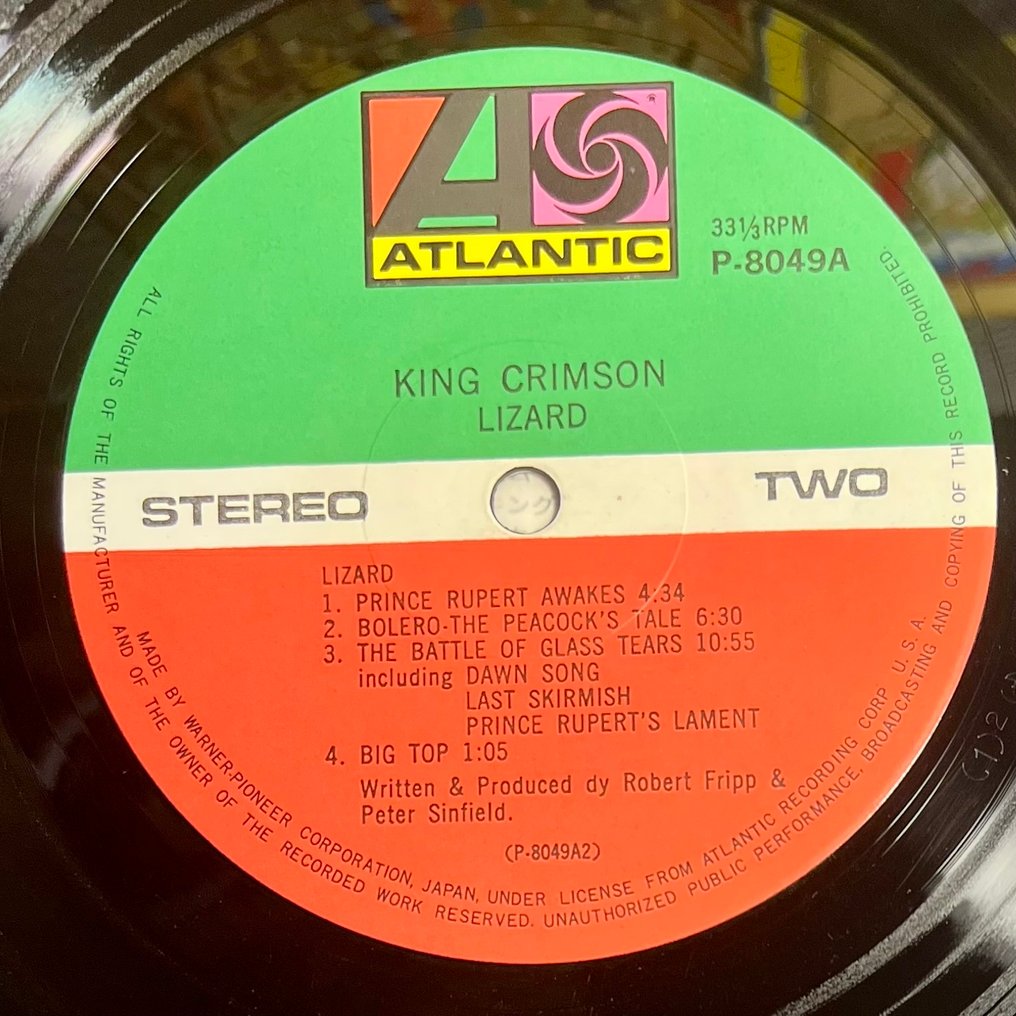 ATLANTIC
33⅓RPM
P-8049A
KING CRIMSON
LIZARD
STEREO
TWO
LIZARD
1. PRINCE RUPERT AWAKES 4:34
2. BOLERO-THE PEACOCK'S TALE 6:30
3. THE BATTLE OF GLASS TEARS 10:55
including DAWN SONG
LAST SKIRMISH
PRINCE RUPERT'S LAMENT
4. BIG TOP 1:05
Written & Produced dy Robert Fripp &
Peter Sinfield.
(P-8049A2)
MADE BY WARNER-PIONEER CORPORATION, JAPAN, UNDER LICENSE FROM ATLANTIC RECORDING CORP. U. S. A.
ALL RIGHTS OF THE MANUFACTURER AND OF THE OWNER OF THE RECORDED WORK RESERVED. UNAUTHORIZED PUBLIC PERFORMANCE, BROADCASTING AND COPYING OF THIS RECORD PROHIBITED.